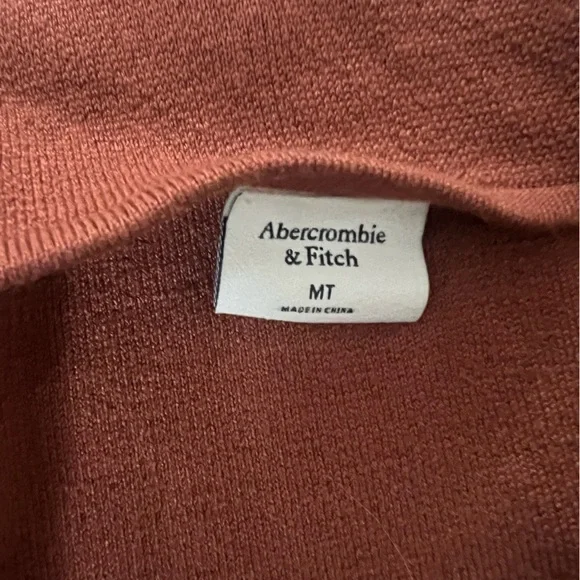 Abercrombie
& Fitch
MT
MADE IN CHINA